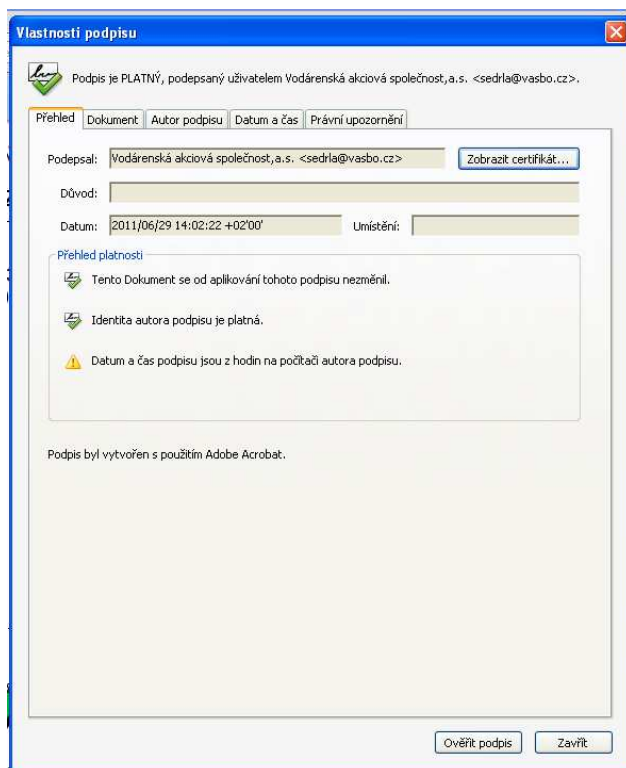 Vlastnosti podpisu
Podpis je PLATNÝ, podepsaný uživatelem Vodárenská akciová společnost,a.s. <sedrla@vasbo.cz>.
Přehled Dokument Autor podpisu Datum a čas Právní upozornění
Podepsal: Vodárenská akciová společnost,a.s. <sedrla@vasbo.cz> Zobrazit certifikát...
Důvod:
Datum: 2011/06/29 14:02:22 +02'00' Umístění:
Přehled platnosti
Tento Dokument se od aplikování tohoto podpisu nezměnil.
Identita autora podpisu je platná.
Datum a čas podpisu jsou z hodin na počítači autora podpisu.
Podpis byl vytvořen s použitím Adobe Acrobat.
Ověřit podpis Zavřít